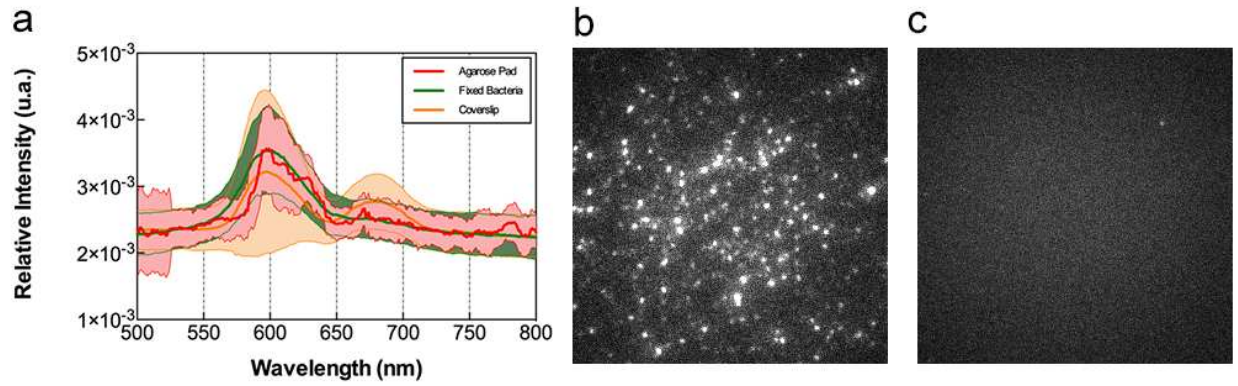 a
b
c
5×10⁻³
4×10⁻³
3×10⁻³
2×10⁻³
1×10⁻³
Relative Intensity (u.a.)
Agarose Pad
Fixed Bacteria
Coverslip
500 550 600 650 700 750 800
Wavelength (nm)